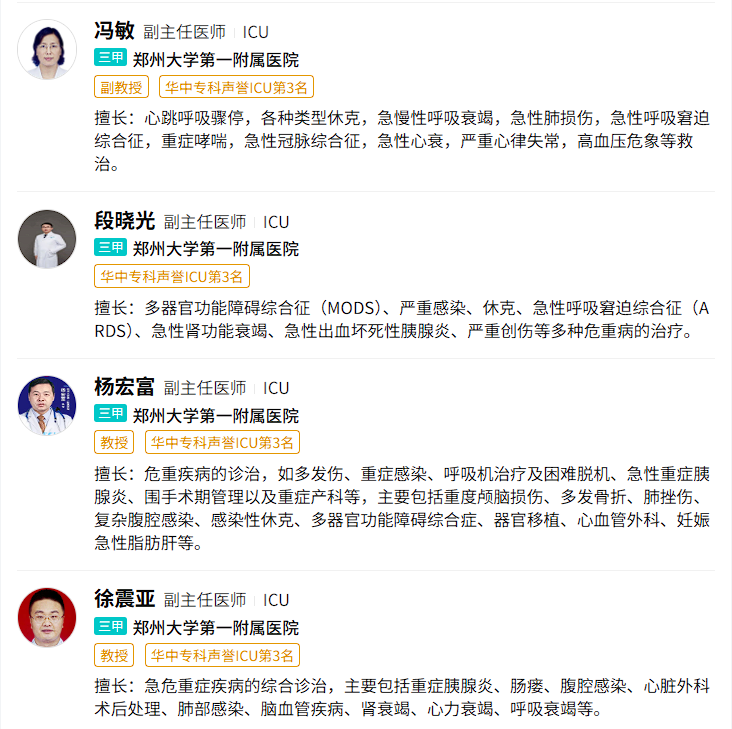 冯敏 副主任医师 ICU
三甲 郑州大学第一附属医院
副教授 华中专科声誉ICU第3名
擅长：心跳呼吸骤停，各种类型休克，急慢性呼吸衰竭，急性肺损伤，急性呼吸窘迫
综合征，重症哮喘，急性冠脉综合征，急性心衰，严重心律失常，高血压危象等救
治。
段晓光 副主任医师 ICU
三甲 郑州大学第一附属医院
华中专科声誉ICU第3名
擅长：多器官功能障碍综合征（MODS）、严重感染、休克、急性呼吸窘迫综合征（A
RDS）、急性肾功能衰竭、急性出血坏死性胰腺炎、严重创伤等多种危重病的治疗。
杨宏富 副主任医师 ICU
三甲 郑州大学第一附属医院
教授 华中专科声誉ICU第3名
擅长：危重疾病的诊治，如多发伤、重症感染、呼吸机治疗及困难脱机、急性重症胰
腺炎、围手术期管理以及重症产科等，主要包括重度颅脑损伤、多发骨折、肺挫伤、
复杂腹腔感染、感染性休克、多器官功能障碍综合症、器官移植、心血管外科、妊娠
急性脂肪肝等。
徐震亚 副主任医师 ICU
三甲 郑州大学第一附属医院
教授 华中专科声誉ICU第3名
擅长：急危重症疾病的综合诊治，主要包括重症胰腺炎、肠瘘、腹腔感染、心脏外科
术后处理、肺部感染、脑血管疾病、肾衰竭、心力衰竭、呼吸衰竭等。